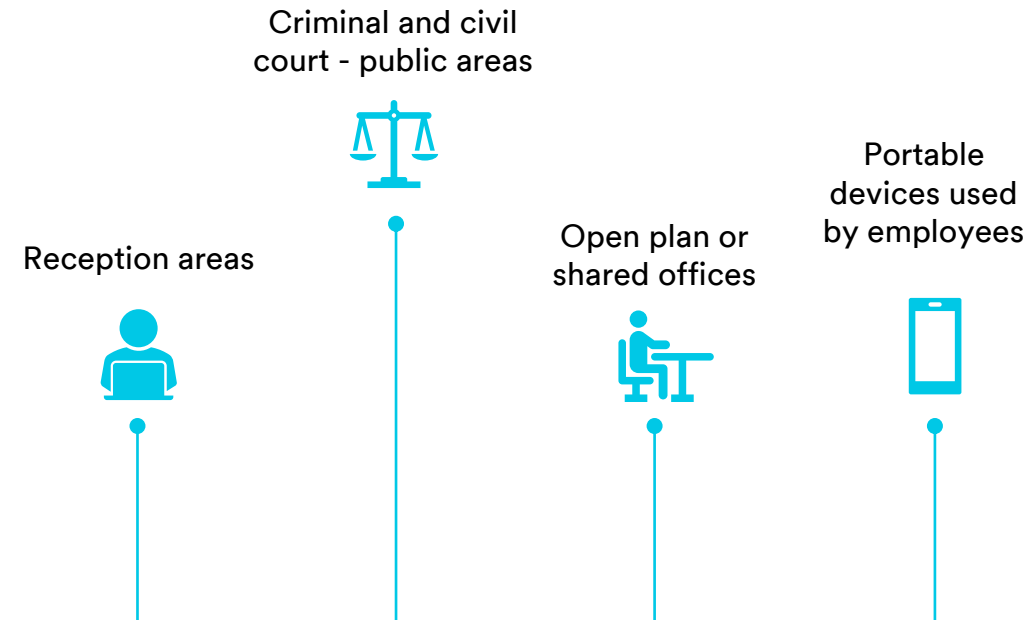 Criminal and civil
court - public areas
Portable
devices used
by employees
Open plan or
shared offices
Reception areas